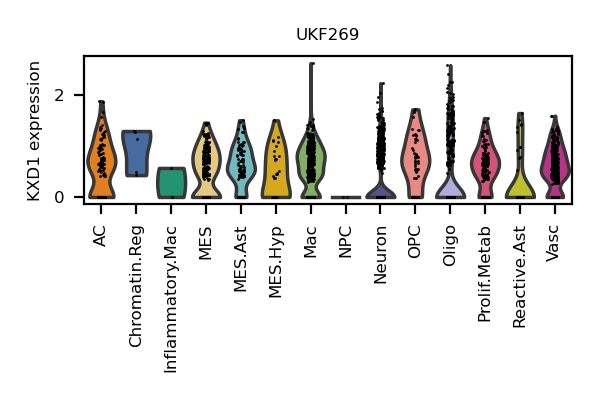 UKF269
KXD1 expression
2
0
AC
Chromatin.Reg
Inflammatory.Mac
MES
MES.Ast
MES.Hyp
Mac
NPC
Neuron
OPC
Oligo
Prolif.Metab
Reactive.Ast
Vasc